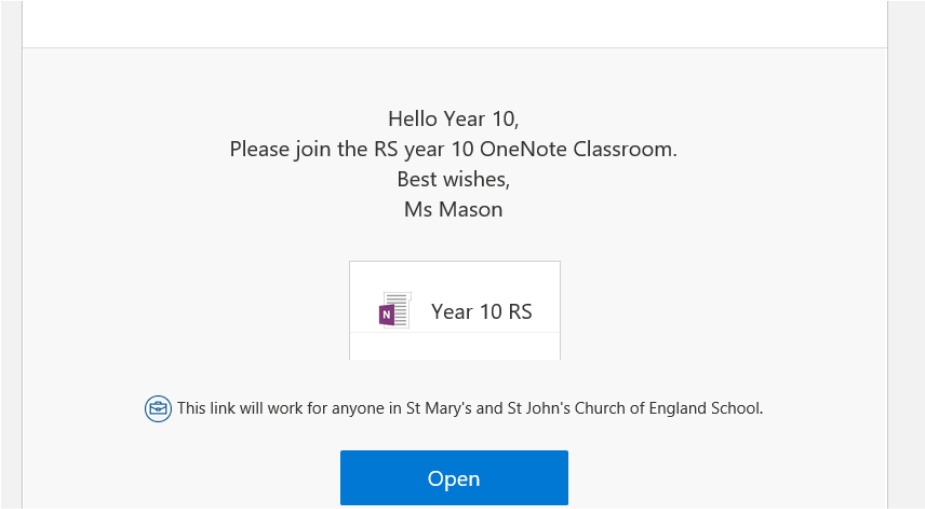 Hello Year 10,
Please join the RS year 10 OneNote Classroom.
Best wishes,
Ms Mason
N
Year 10 RS
This link will work for anyone in St Mary's and St John's Church of England School.
Open